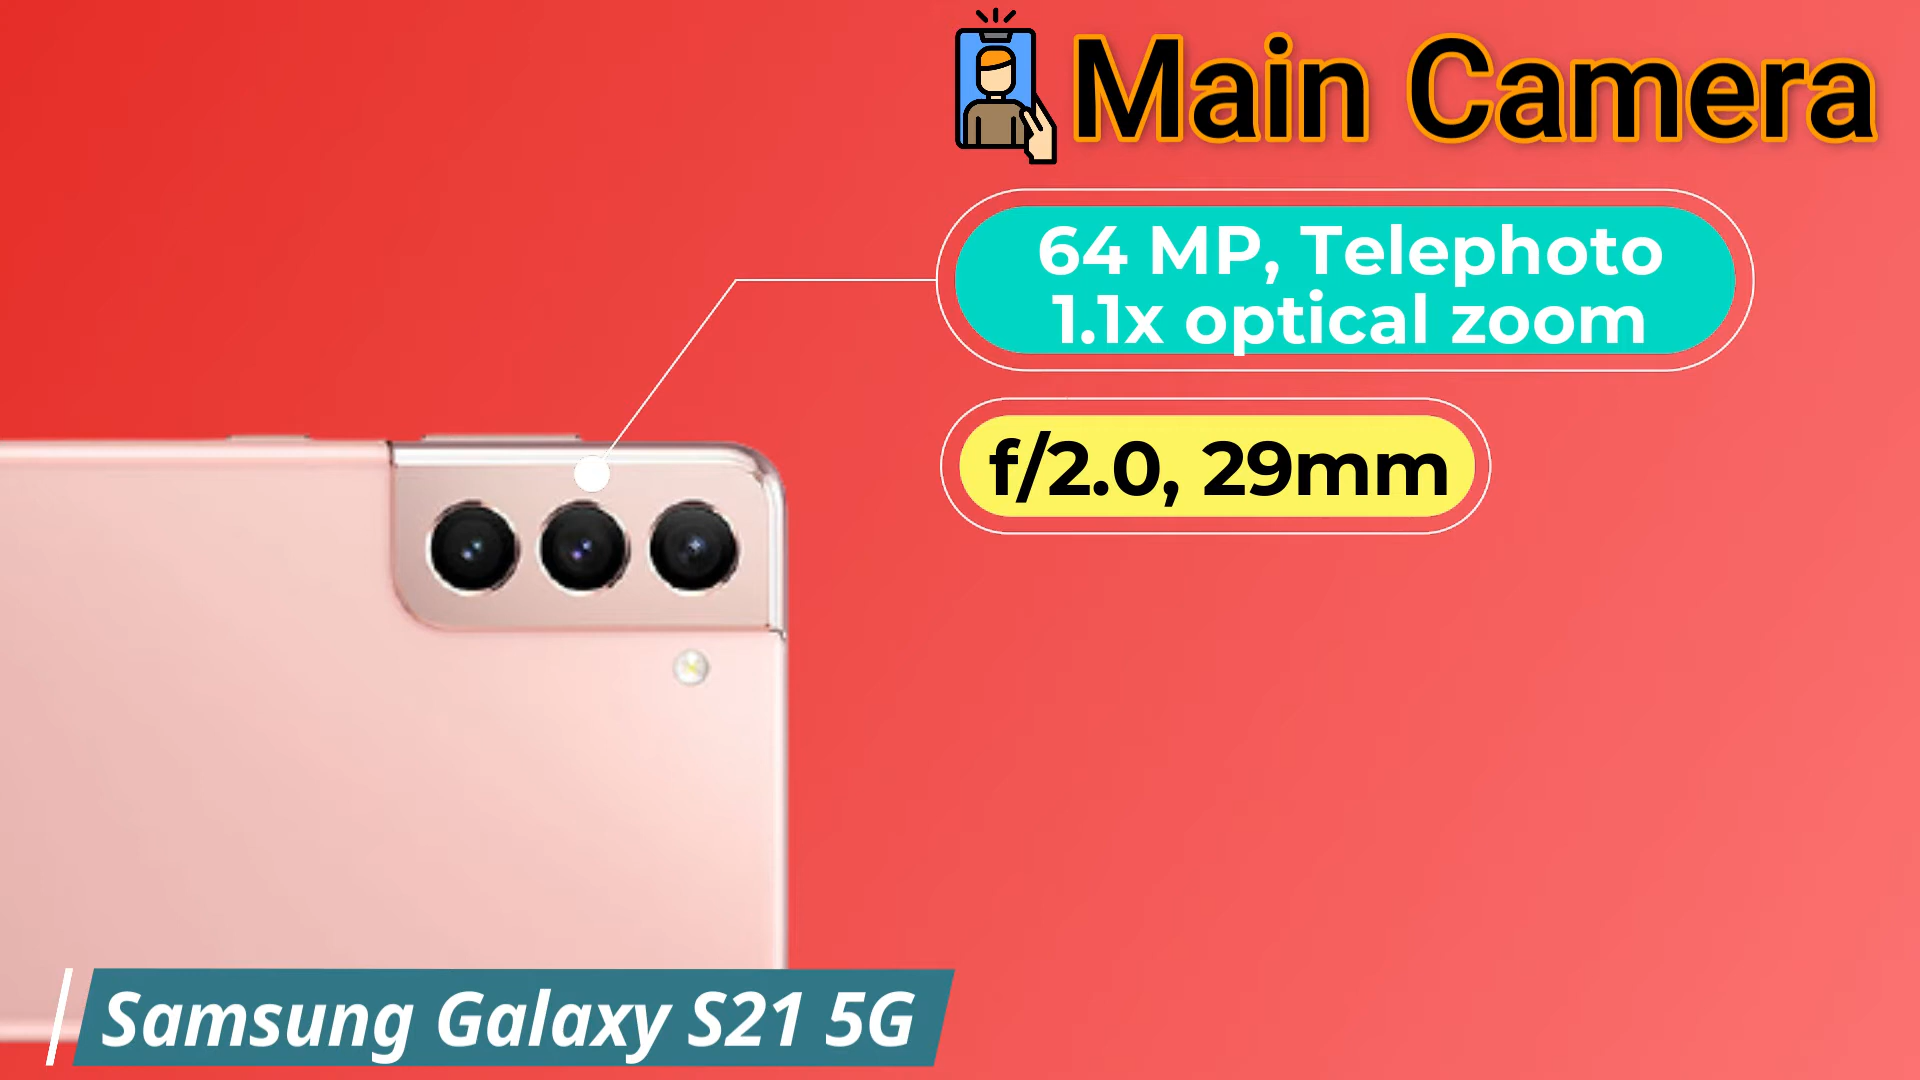 Main Camera
64 MP, Telephoto
1.1x optical zoom
f/2.0, 29mm
Samsung Galaxy S21 5G